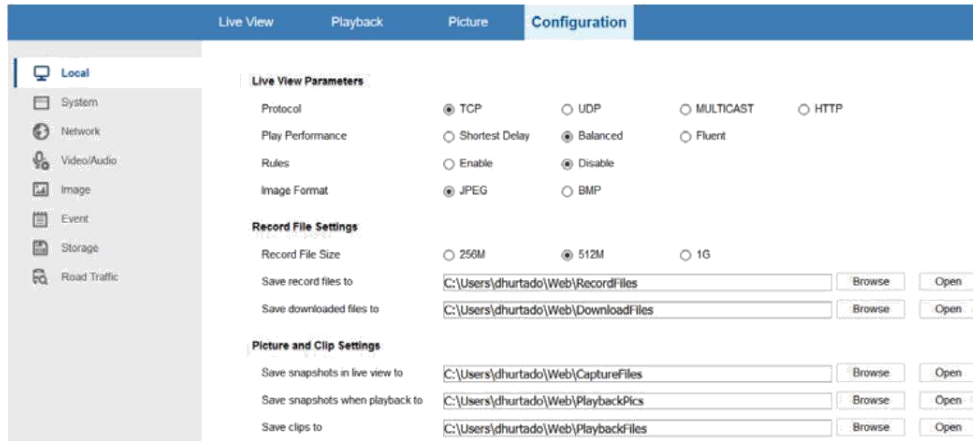 Live View Playback Picture Configuration
Local
System
Network
Video/Audio
Image
Event
Storage
Road Traffic
Live View Parameters
Protocol TCP UDP MULTICAST HTTP
Play Performance Shortest Delay Balanced Fluent
Rules Enable Disable
Image Format JPEG BMP
Record File Settings
Record File Size 256M 512M 1G
Save record files to C:\Users\dhurtado\Web\RecordFiles Browse Open
Save downloaded files to C:\Users\dhurtado\Web\DownloadFiles Browse Open
Picture and Clip Settings
Save snapshots in live view to C:\Users\dhurtado\Web\CaptureFiles Browse Open
Save snapshots when playback to C:\Users\dhurtado\Web\PlaybackPics Browse Open
Save clips to C:\Users\dhurtado\Web\PlaybackFiles Browse Open